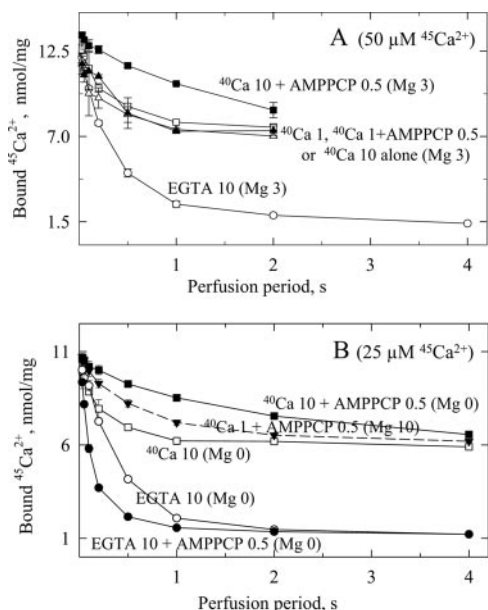 A (50 µM ⁴⁵Ca²⁺)
Bound ⁴⁵Ca²⁺, nmol/mg
12.5
7.0
1.5
⁴⁰Ca 10 + AMPPCP 0.5 (Mg 3)
⁴⁰Ca 1, ⁴⁰Ca 1+AMPPCP 0.5
or ⁴⁰Ca 10 alone (Mg 3)
EGTA 10 (Mg 3)
1 2 3 4
Perfusion period, s
B (25 µM ⁴⁵Ca²⁺)
Bound ⁴⁵Ca²⁺, nmol/mg
11
6
1
⁴⁰Ca 10 + AMPPCP 0.5 (Mg 0)
⁴⁰Ca 1 + AMPPCP 0.5 (Mg 10)
⁴⁰Ca 10 (Mg 0)
EGTA 10 (Mg 0)
EGTA 10 + AMPPCP 0.5 (Mg 0)
1 2 3 4
Perfusion period, s